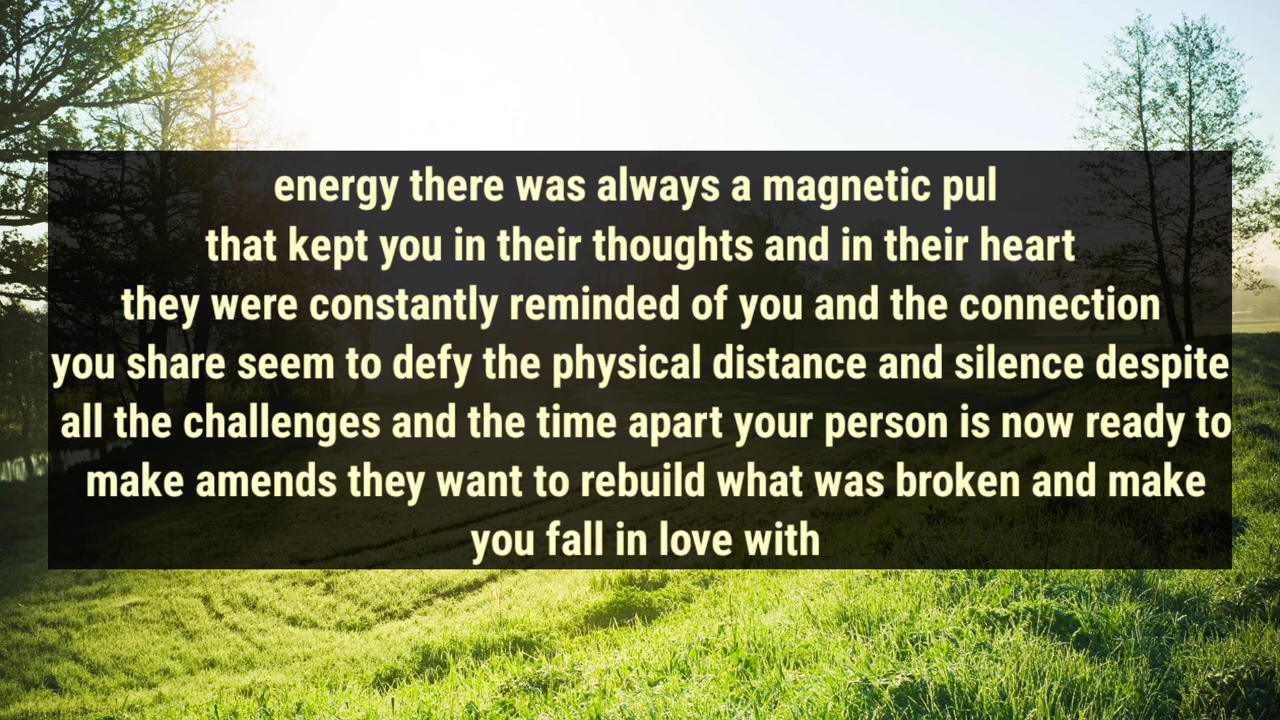 energy there was always a magnetic pul
that kept you in their thoughts and in their heart
they were constantly reminded of you and the connection
you share seem to defy the physical distance and silence despite
all the challenges and the time apart your person is now ready to
make amends they want to rebuild what was broken and make
you fall in love with